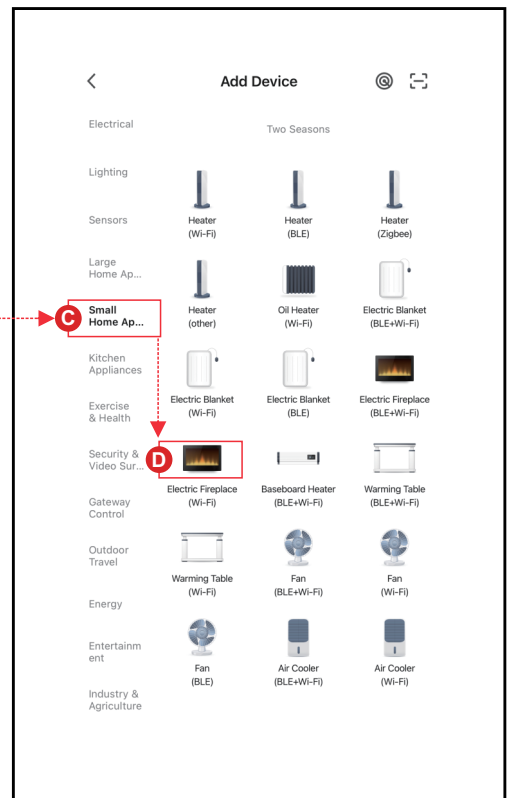 Add Device
Electrical
Lighting
Sensors
Large
Home Ap...
C
Small
Home Ap...
Kitchen
Appliances
Exercise
& Health
Security &
Video Sur...
Gateway
Control
Outdoor
Travel
Energy
Entertainm
ent
Industry &
Agriculture
Two Seasons
Heater
(Wi-Fi)
Heater
(BLE)
Heater
(Zigbee)
Heater
(other)
Oil Heater
(Wi-Fi)
Electric Blanket
(BLE+Wi-Fi)
Electric Blanket
(Wi-Fi)
Electric Blanket
(BLE)
Electric Fireplace
(BLE+Wi-Fi)
D
Electric Fireplace
(Wi-Fi)
Baseboard Heater
(BLE+Wi-Fi)
Warming Table
(BLE+Wi-Fi)
Warming Table
(Wi-Fi)
Fan
(BLE+Wi-Fi)
Fan
(Wi-Fi)
Fan
(BLE)
Air Cooler
(BLE+Wi-Fi)
Air Cooler
(Wi-Fi)